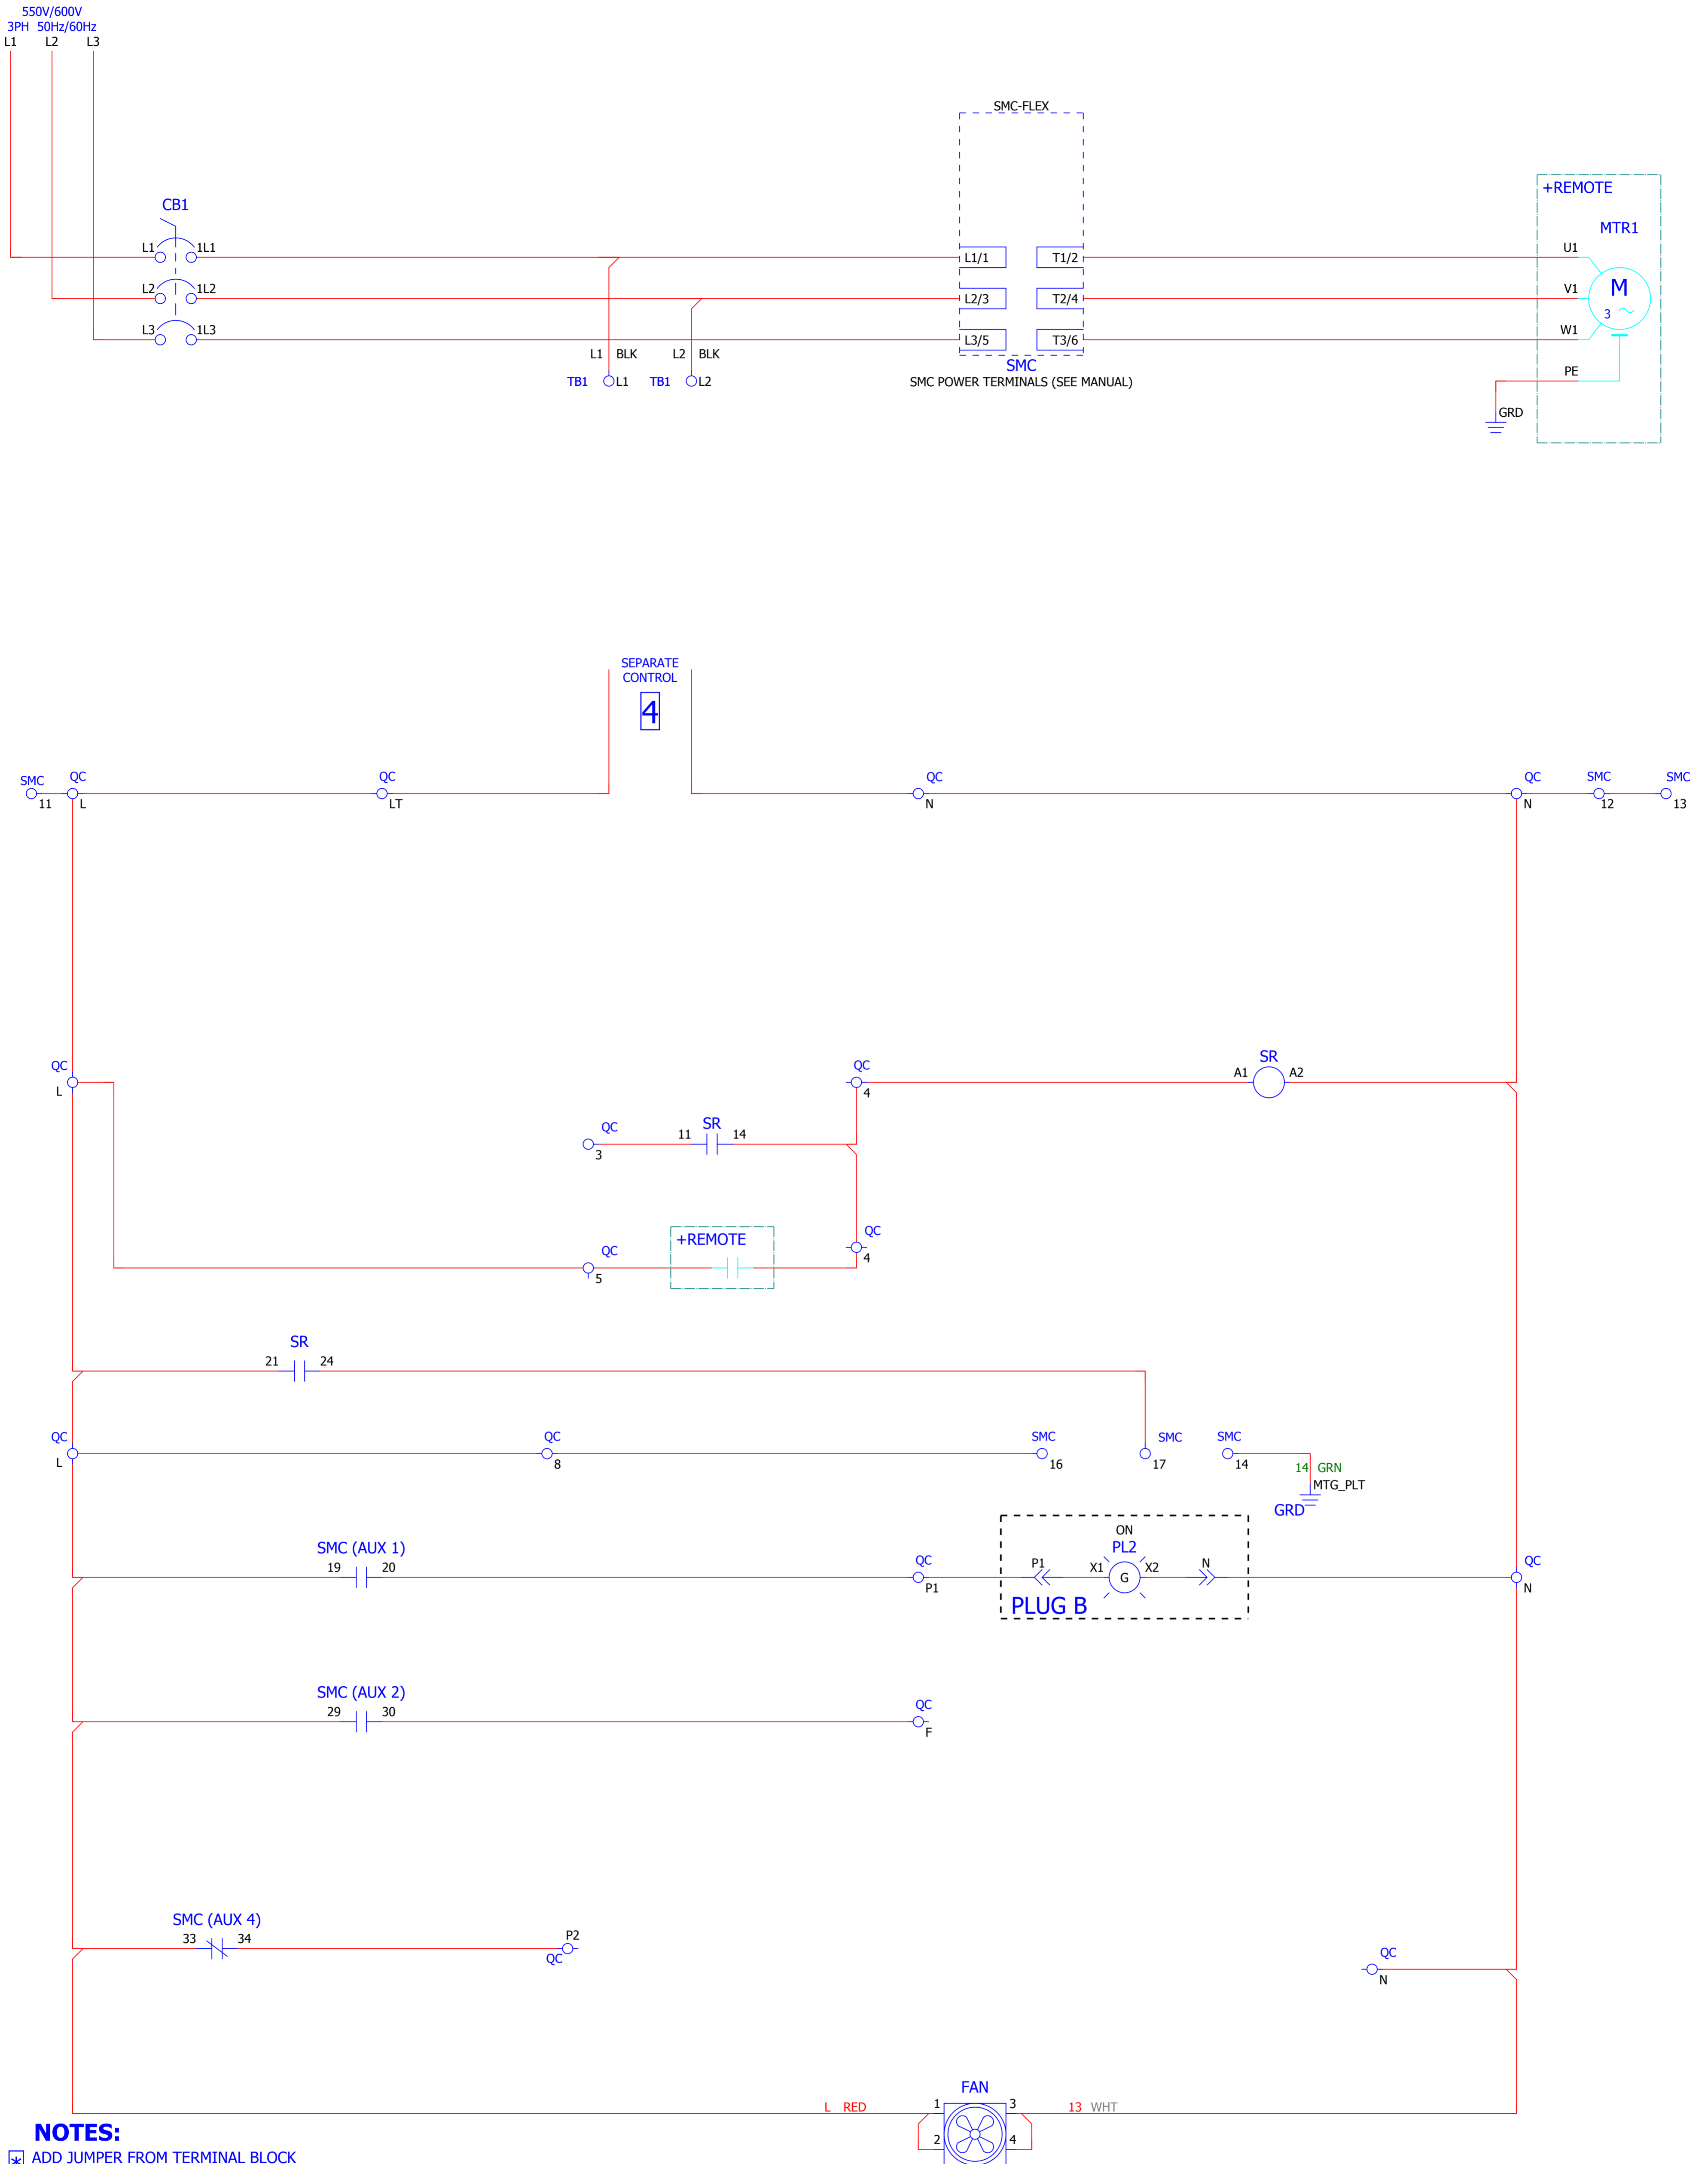 550V/600V
3PH 50Hz/60Hz
L1 L2 L3
SMC-FLEX
+REMOTE
CB1
MTR1
L1 1L1 L1/1 T1/2 U1
L2 1L2 L2/3 T2/4 V1
M
3
L3 1L3 L3/5 T3/6 W1
L1 BLK L2 BLK
SMC
PE
TB1 L1 TB1 L2
SMC POWER TERMINALS (SEE MANUAL)
GRD
SEPARATE
CONTROL
4
SMC QC QC QC QC SMC SMC
11 L LT N N 12 13
QC QC SR
L 4 A1 A2
QC SR
3 11 14
QC +REMOTE QC
5 4
SR
21 24
QC QC SMC SMC SMC
L 8 16 17 14
14 GRN
MTG_PLT
GRD
ON
SMC (AUX 1) PL2
19 20 QC P1 X1 G X2 N QC
P1 N
PLUG B
SMC (AUX 2)
29 30 QC
F
SMC (AUX 4)
33 34 P2
QC
QC
N
FAN
L RED 1 3 13 WHT
2 4
NOTES:
* ADD JUMPER FROM TERMINAL BLOCK